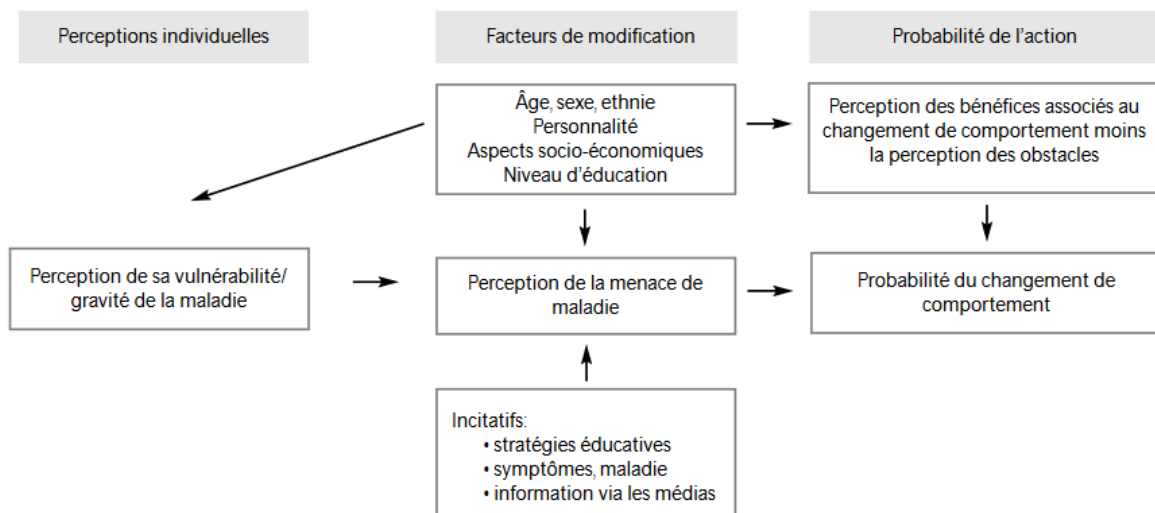 Perceptions individuelles
Facteurs de modification
Probabilité de l'action
Âge, sexe, ethnie
Personnalité
Aspects socio-économiques
Niveau d'éducation
Perception des bénéfices associés au
changement de comportement moins
la perception des obstacles
Perception de sa vulnérabilité/
gravité de la maladie
Perception de la menace de
maladie
Probabilité du changement de
comportement
Incitatifs:
• stratégies éducatives
• symptômes, maladie
• information via les médias